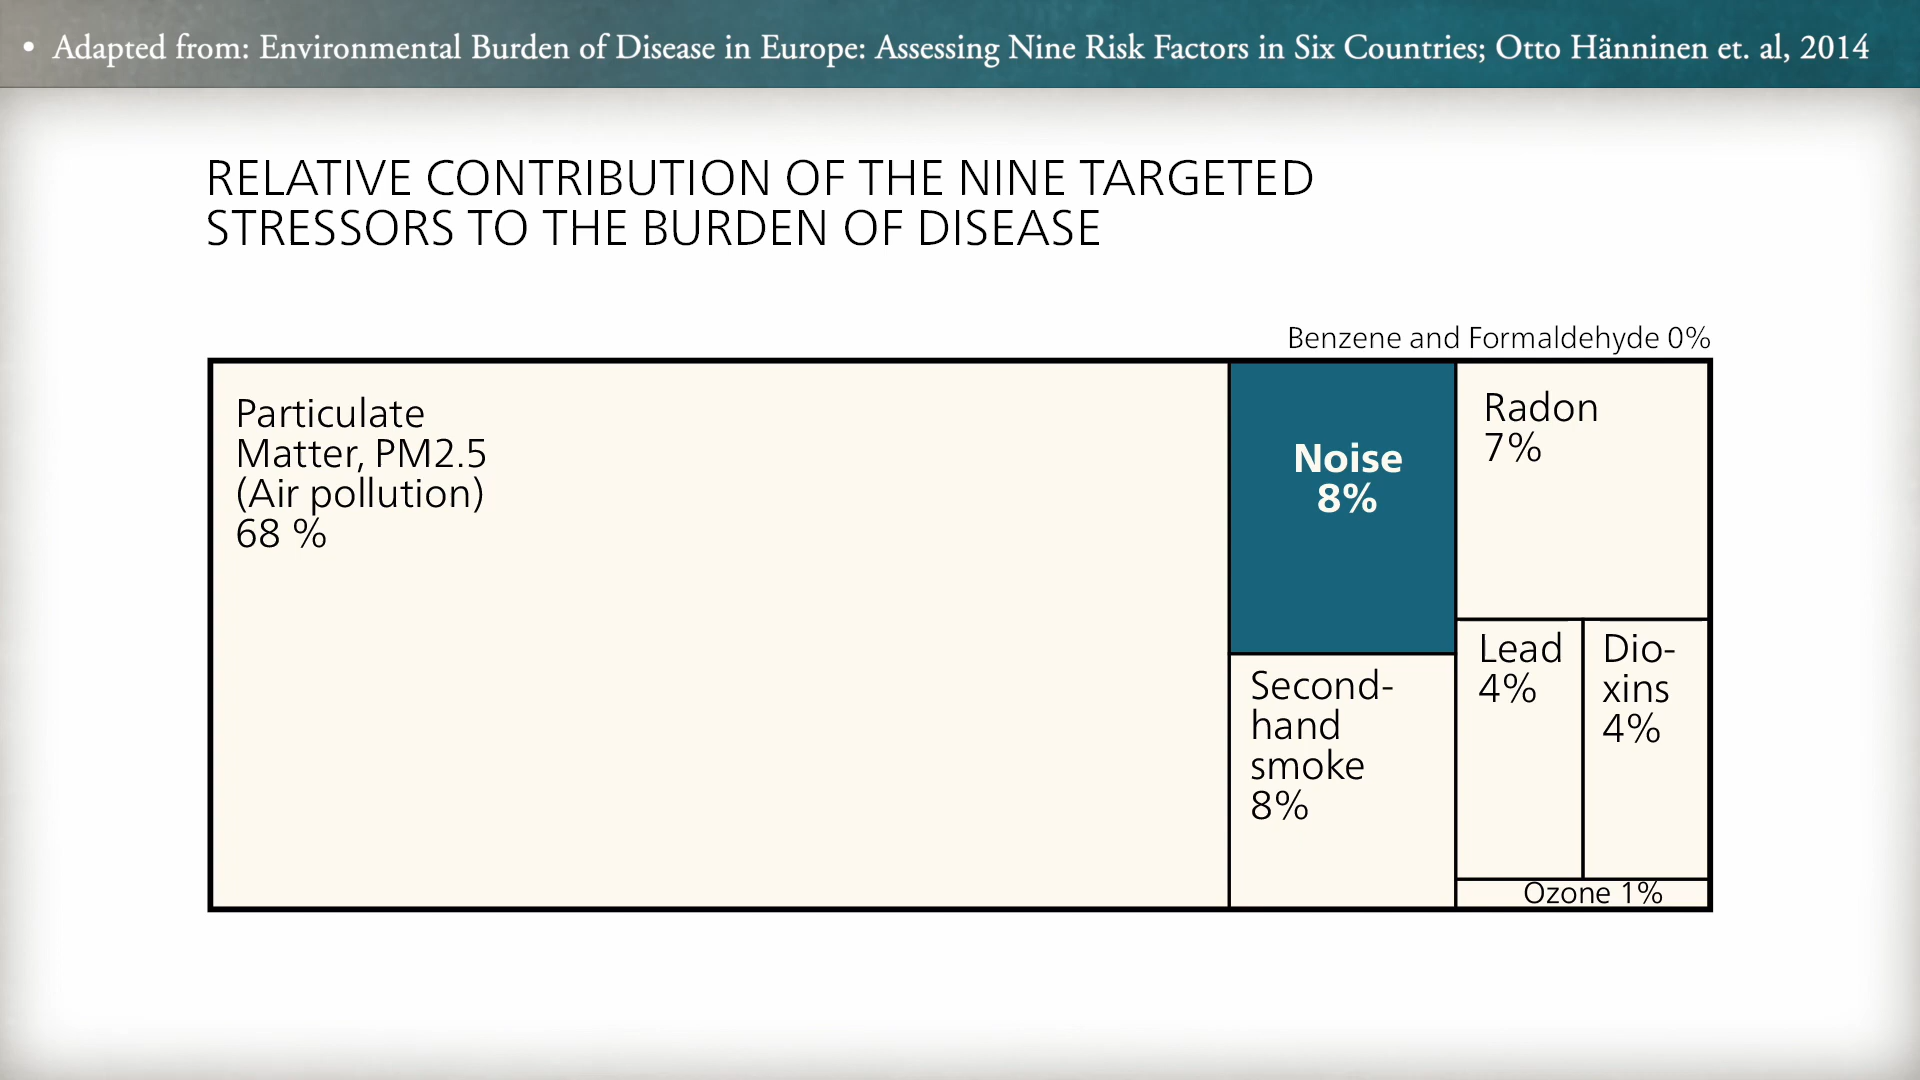 • Adapted from: Environmental Burden of Disease in Europe: Assessing Nine Risk Factors in Six Countries; Otto Hänninen et. al, 2014
RELATIVE CONTRIBUTION OF THE NINE TARGETED
STRESSORS TO THE BURDEN OF DISEASE
Benzene and Formaldehyde 0%
Particulate
Matter, PM2.5
(Air pollution)
68 %
Noise
8%
Second-
hand
smoke
8%
Radon
7%
Lead
4%
Dio-
xins
4%
Ozone 1%